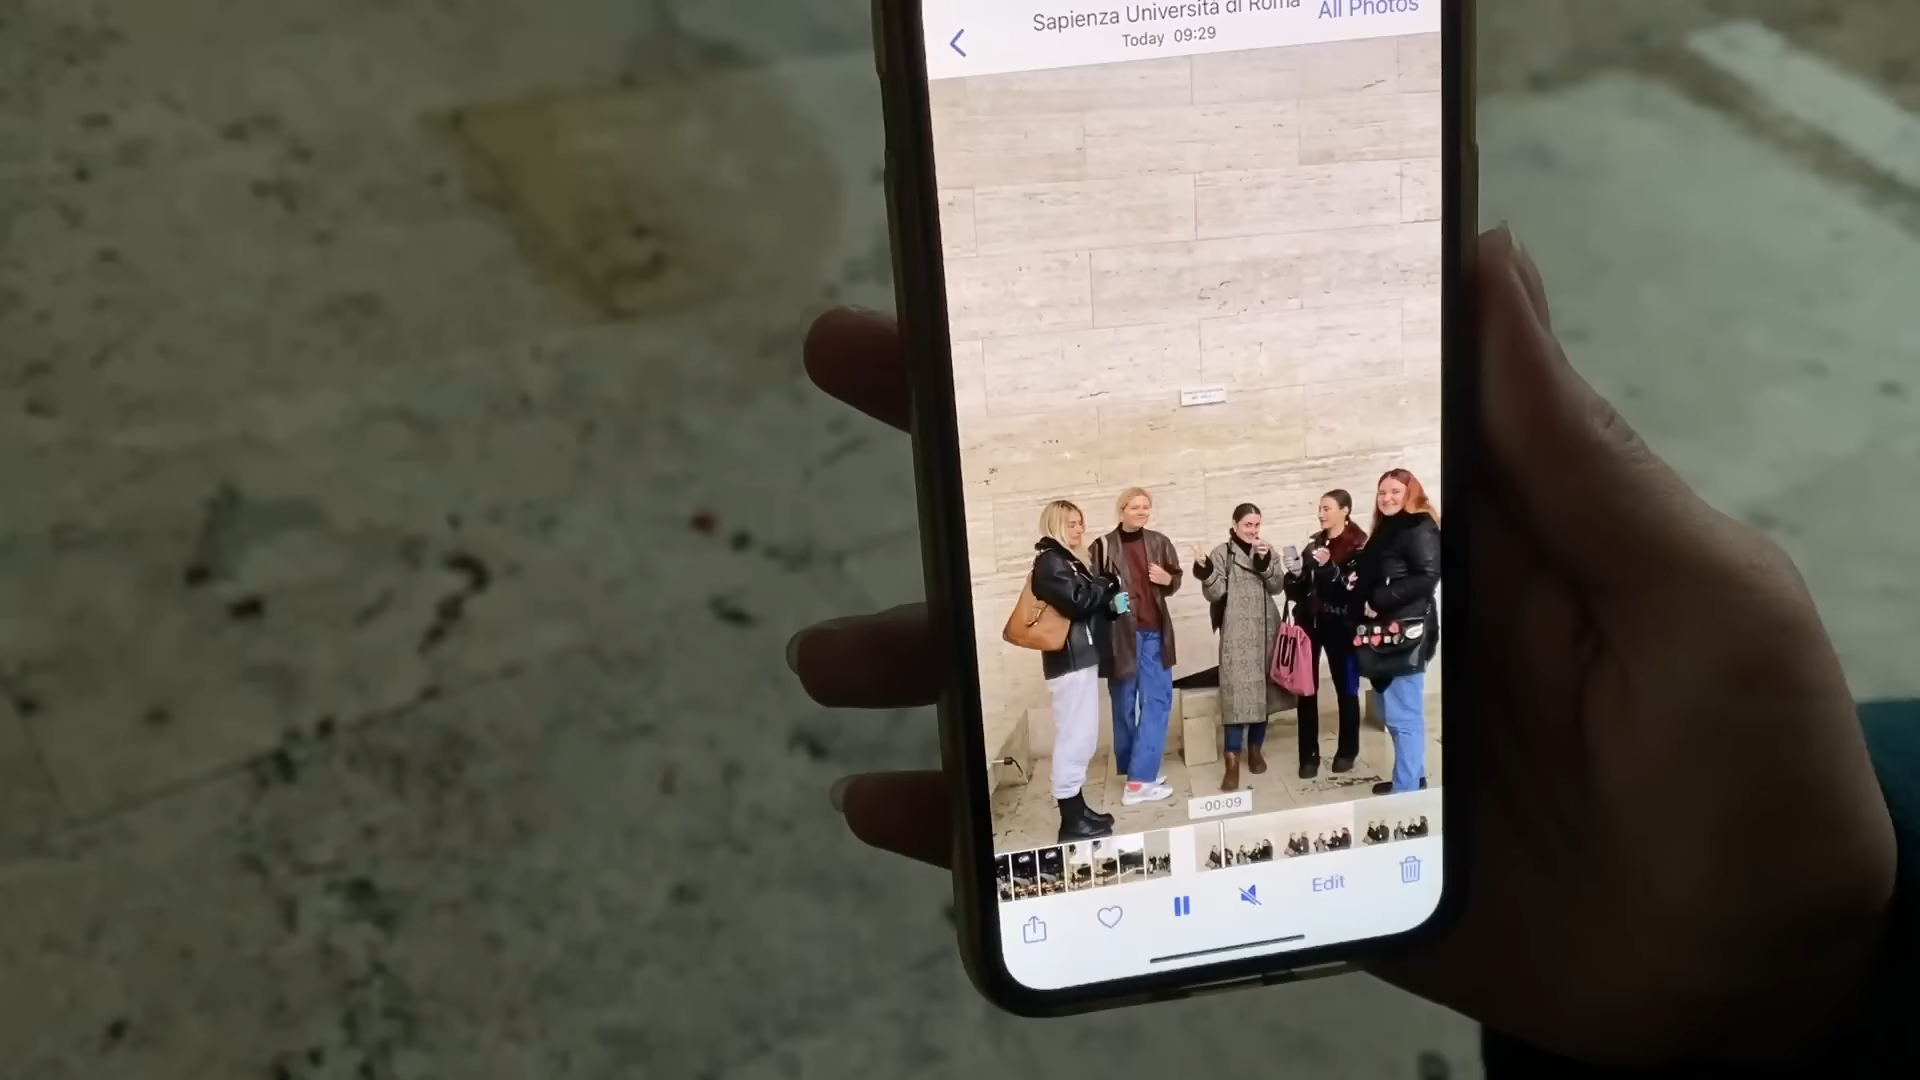 Sapienza Università di Roma
All Photos
Today 09:29
-00:09
Edit